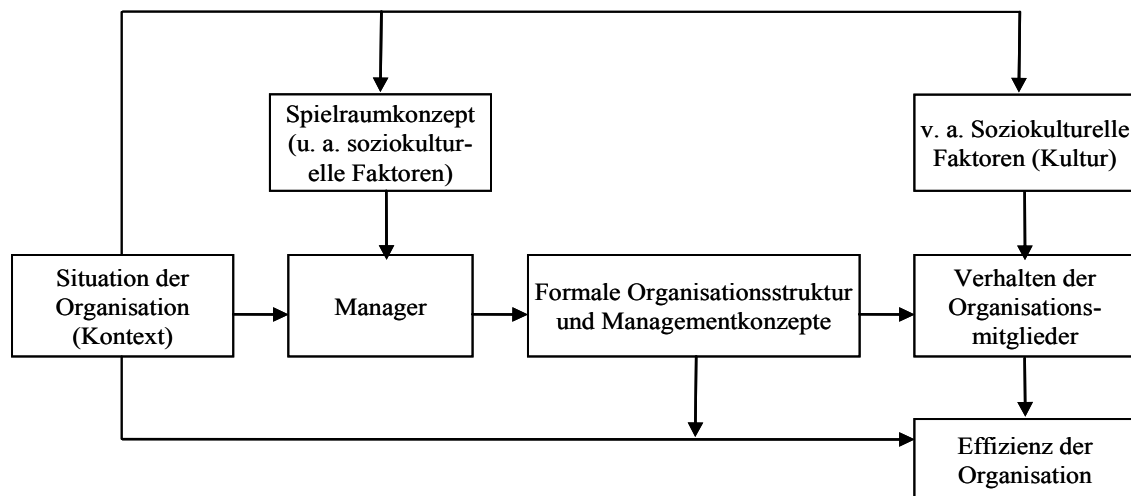 Spielraumkonzept
(u. a. soziokultur-
elle Faktoren)
v. a. Soziokulturelle
Faktoren (Kultur)
Situation der
Organisation
(Kontext)
Manager
Formale Organisationsstruktur
und Managementkonzepte
Verhalten der
Organisations-
mitglieder
Effizienz der
Organisation